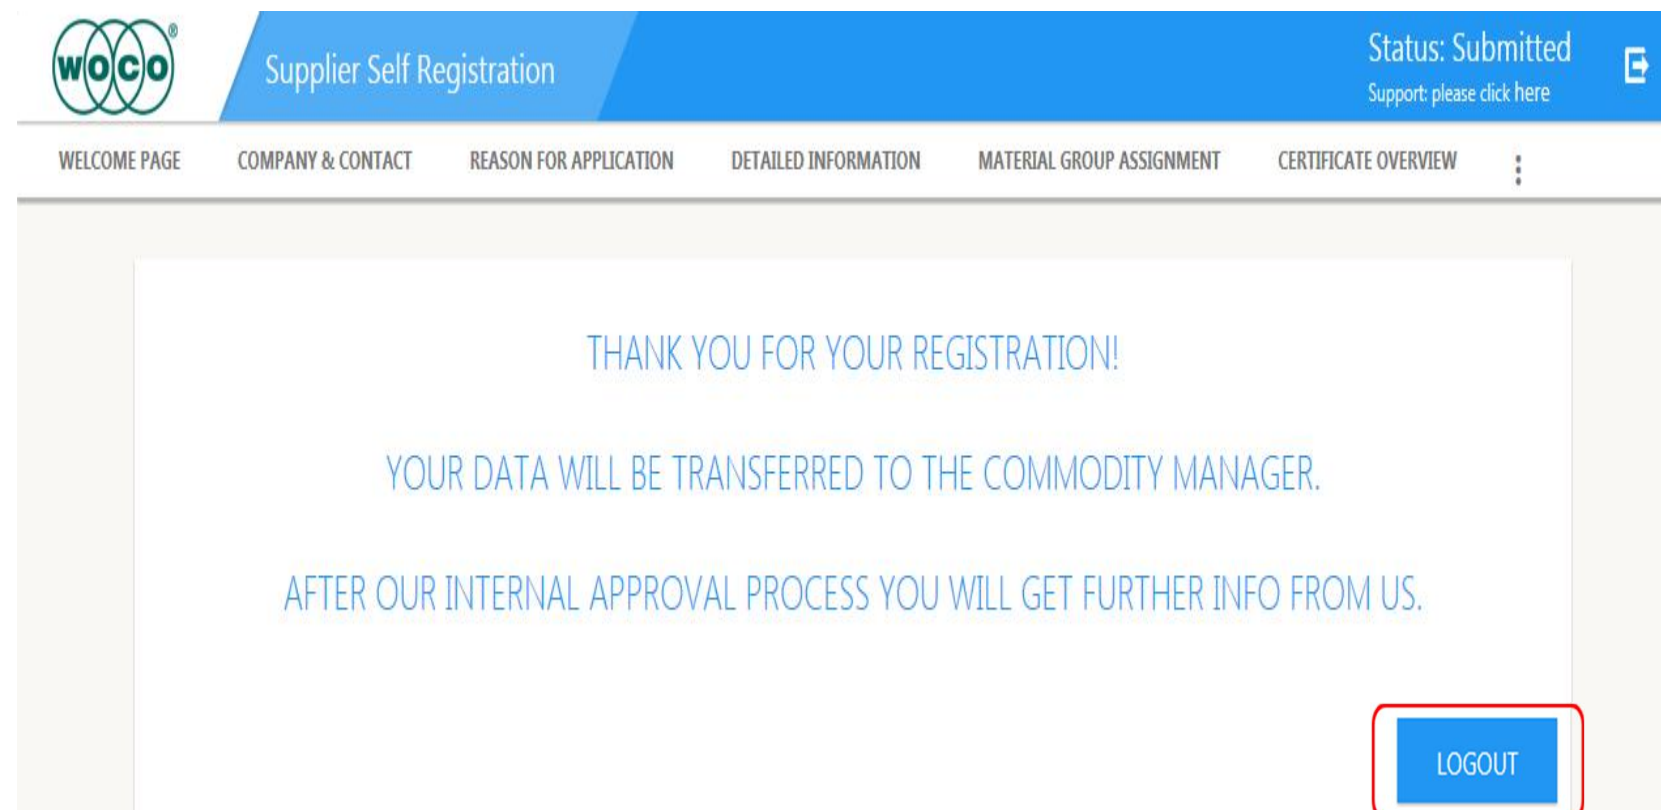 WOCO®
Supplier Self Registration
Status: Submitted
Support: please click here
WELCOME PAGE COMPANY & CONTACT REASON FOR APPLICATION DETAILED INFORMATION MATERIAL GROUP ASSIGNMENT CERTIFICATE OVERVIEW
THANK YOU FOR YOUR REGISTRATION!
YOUR DATA WILL BE TRANSFERRED TO THE COMMODITY MANAGER.
AFTER OUR INTERNAL APPROVAL PROCESS YOU WILL GET FURTHER INFO FROM US.
LOGOUT